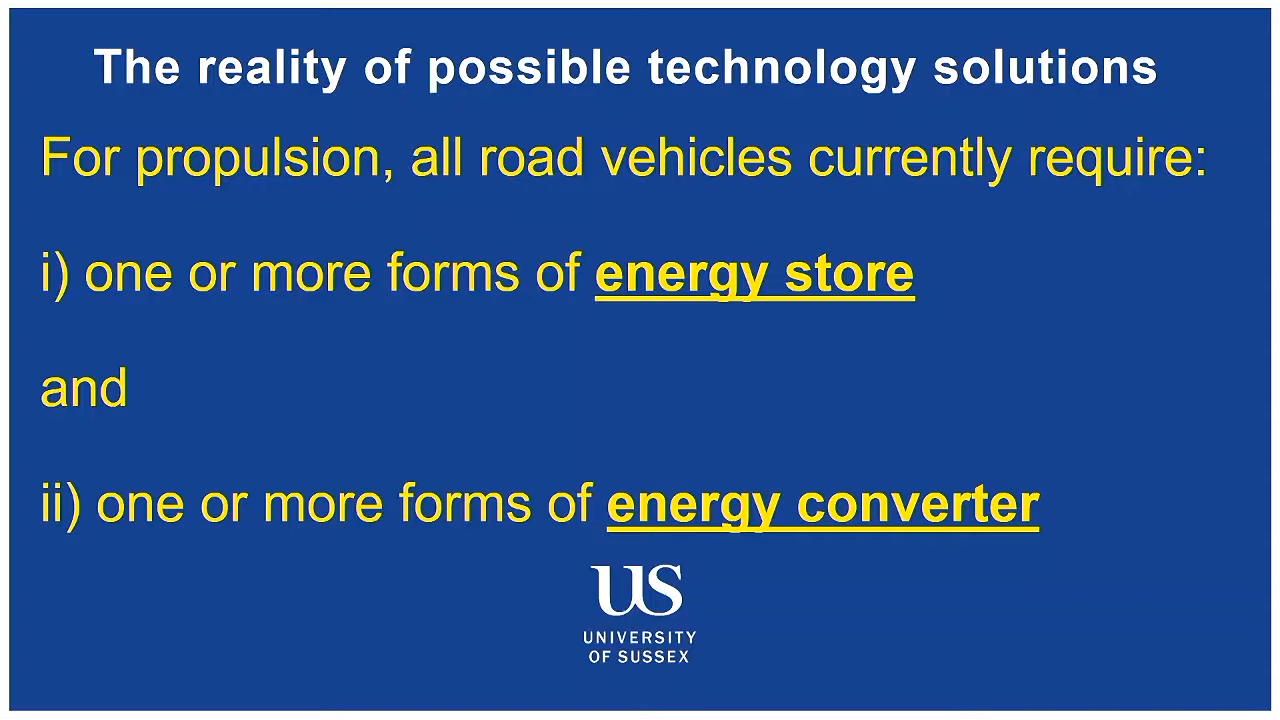 The reality of possible technology solutions
For propulsion, all road vehicles currently require:
i) one or more forms of energy store
and
ii) one or more forms of energy converter
US
UNIVERSITY
OF SUSSEX